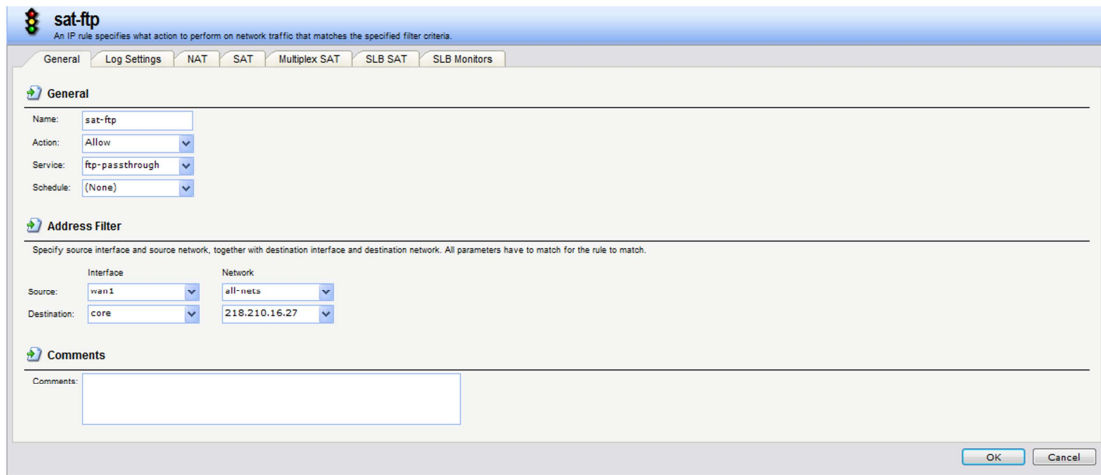 sat-ftp
An IP rule specifies what action to perform on network traffic that matches the specified filter criteria.
General Log Settings NAT SAT Multiplex SAT SLB SAT SLB Monitors
General
Name: sat-ftp
Action: Allow
Service: ftp-passthrough
Schedule: (None)
Address Filter
Specify source interface and source network, together with destination interface and destination network. All parameters have to match for the rule to match.
Interface Network
Source: wan1 all-nets
Destination: core 218.210.16.27
Comments
Comments:
OK Cancel